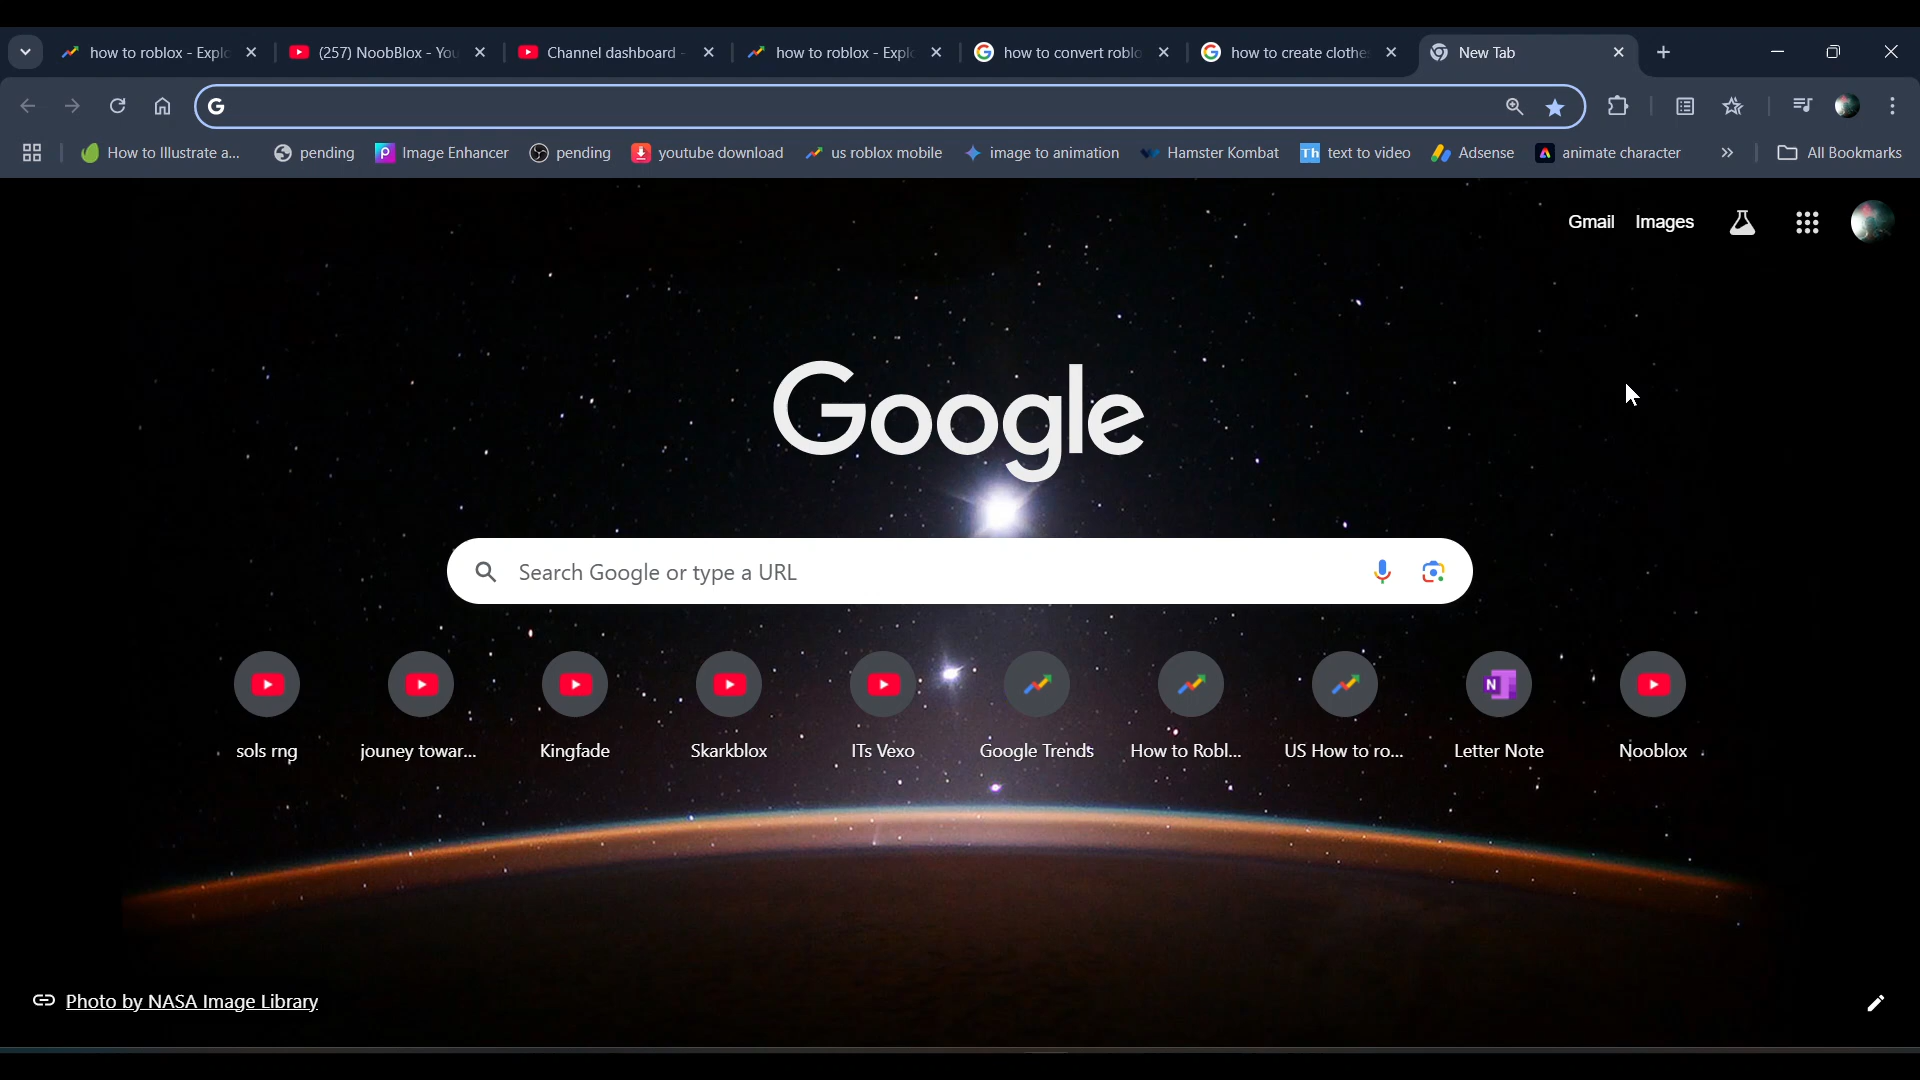 how to roblox - Explo
(257) NoobBlox - You
Channel dashboard -
how to roblox - Explo
how to convert roblo
how to create clothe
New Tab
How to Illustrate a...
pending
Image Enhancer
pending
youtube download
us roblox mobile
image to animation
Hamster Kombat
Th text to video
Adsense
animate character
All Bookmarks
Gmail Images
Google
Search Google or type a URL
sols rng
jouney towar...
Kingfade
Skarkblox
ITs Vexo
Google Trends
How to Robl...
US How to ro...
Letter Note
Nooblox
Photo by NASA Image Library